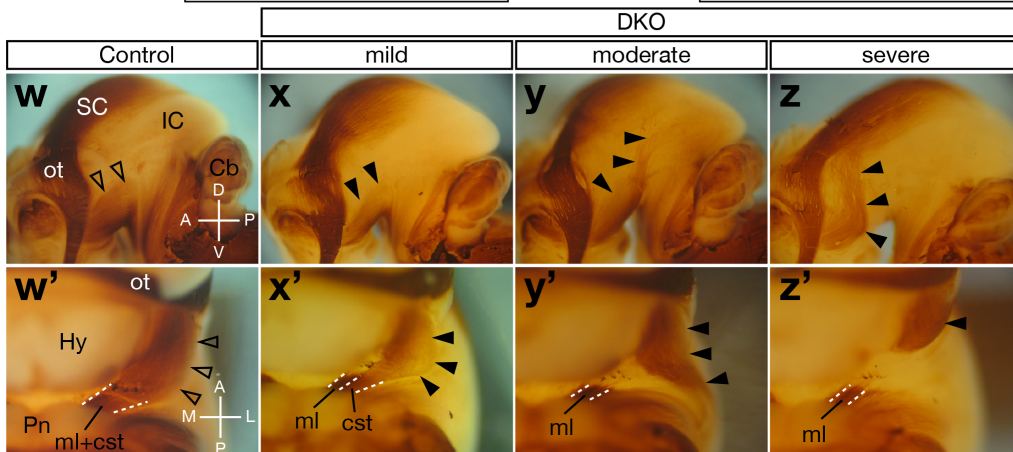 DKO
Control mild moderate severe
w x y z
SC IC
ot Cb
D
A P
V
w’ x’ y’ z’
ot
Hy
A
M L
P
Pn ml+cst ml cst ml ml